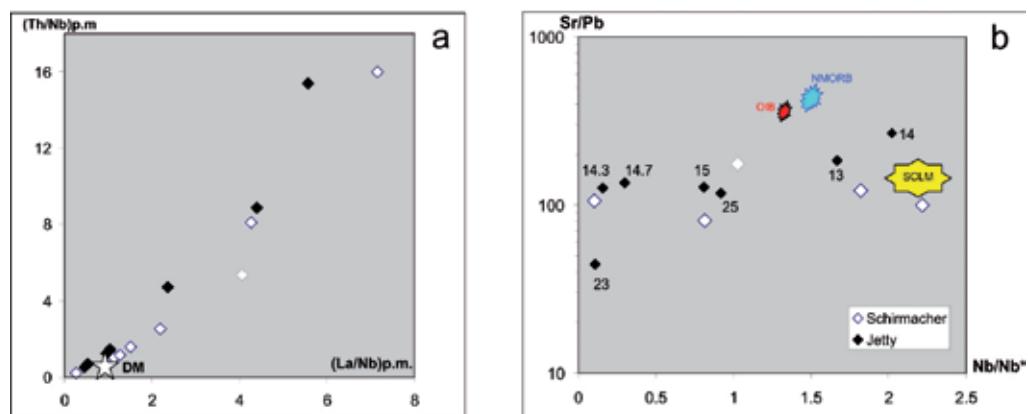 (Th/Nb)p.m
a
16
12
8
4
0
DM
(La/Nb)p.m.
0 2 4 6 8
Sr/Pb
b
1000
NMORB
OIB
14
14.3 14.7 15 13 SCLM
100
25
23
Schirmacher
Jetty
10
Nb/Nb*
0 0.5 1 1.5 2 2.5